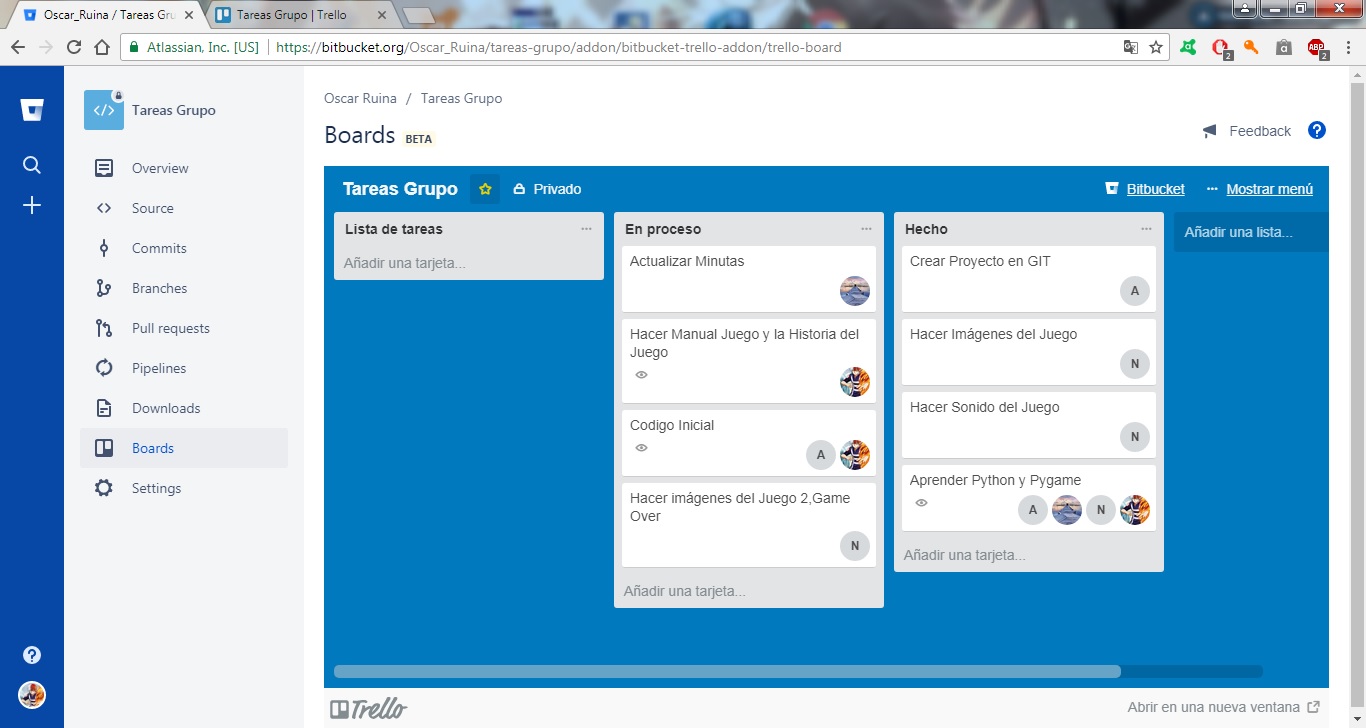 Oscar_Ruina / Tareas Gru
Tareas Grupo | Trello
Atlassian, Inc. [US]
https://bitbucket.org/Oscar_Ruina/tareas-grupo/addon/bitbucket-trello-addon/trello-board
2
ABP
2
Tareas Grupo
Overview
Source
Commits
Branches
Pull requests
Pipelines
Downloads
Boards
Settings
Oscar Ruina / Tareas Grupo
Boards BETA
Feedback
Tareas Grupo
Privado
Bitbucket
Mostrar menú
Lista de tareas
Añadir una tarjeta...
En proceso
Actualizar Minutas
Hacer Manual Juego y la Historia del
Juego
Codigo Inicial
A
Hacer imágenes del Juego 2,Game
Over
N
Añadir una tarjeta...
Hecho
Crear Proyecto en GIT
A
Hacer Imágenes del Juego
N
Hacer Sonido del Juego
N
Aprender Python y Pygame
A
N
Añadir una tarjeta...
Añadir una lista...
Trello
Abrir en una nueva ventana